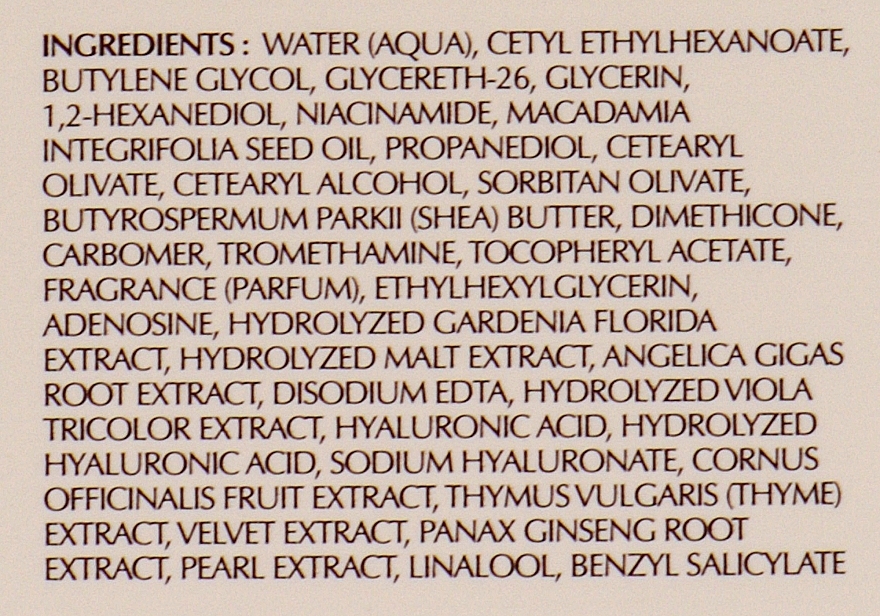 INGREDIENTS : WATER (AQUA), CETYL ETHYLHEXANOATE,
BUTYLENE GLYCOL, GLYCERETH-26, GLYCERIN,
1,2-HEXANEDIOL, NIACINAMIDE, MACADAMIA
INTEGRIFOLIA SEED OIL, PROPANEDIOL, CETEARYL
OLIVATE, CETEARYL ALCOHOL, SORBITAN OLIVATE,
BUTYROSPERMUM PARKII (SHEA) BUTTER, DIMETHICONE,
CARBOMER, TROMETHAMINE, TOCOPHERYL ACETATE,
FRAGRANCE (PARFUM), ETHYLHEXYLGLYCERIN,
ADENOSINE, HYDROLYZED GARDENIA FLORIDA
EXTRACT, HYDROLYZED MALT EXTRACT, ANGELICA GIGAS
ROOT EXTRACT, DISODIUM EDTA, HYDROLYZED VIOLA
TRICOLOR EXTRACT, HYALURONIC ACID, HYDROLYZED
HYALURONIC ACID, SODIUM HYALURONATE, CORNUS
OFFICINALIS FRUIT EXTRACT, THYMUS VULGARIS (THYME)
EXTRACT, VELVET EXTRACT, PANAX GINSENG ROOT
EXTRACT, PEARL EXTRACT, LINALOOL, BENZYL SALICYLATE